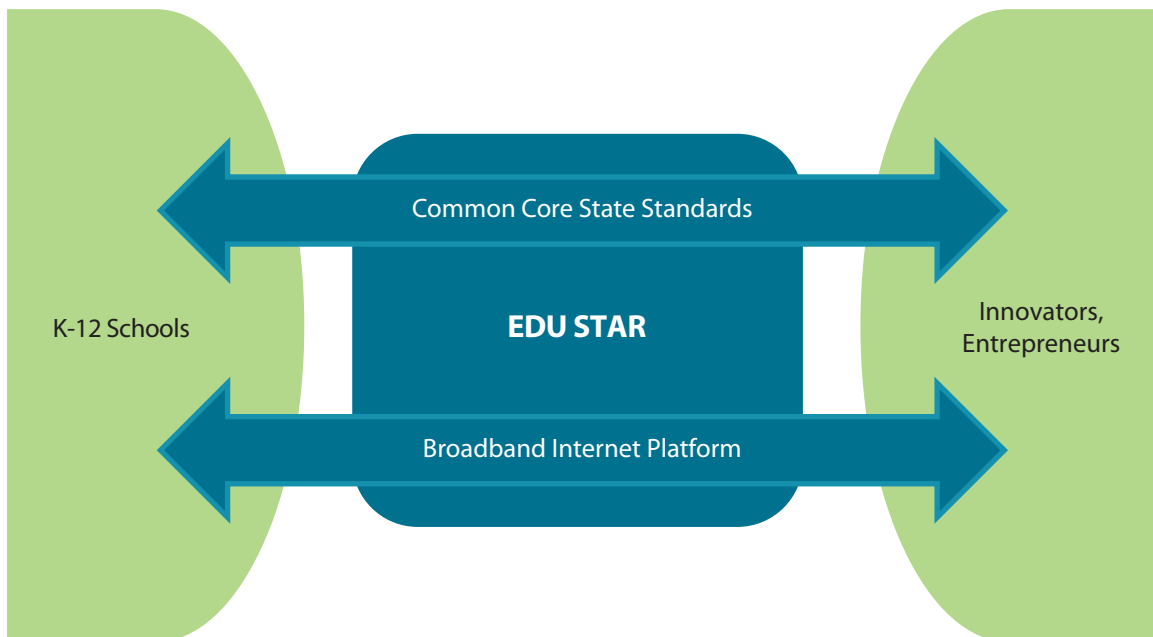 Common Core State Standards
K-12 Schools
EDU STAR
Innovators,
Entrepreneurs
Broadband Internet Platform